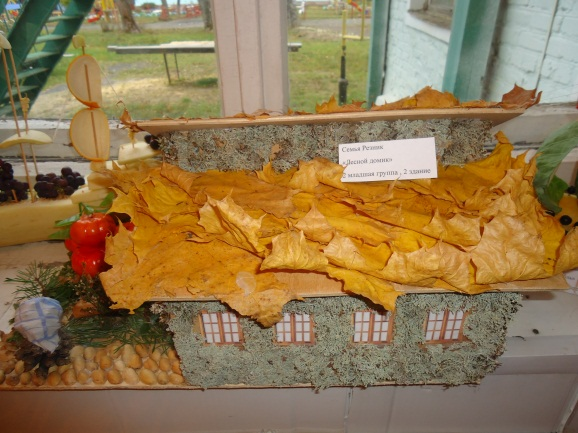 Семья Резник
«Лесной домик»
2 младшая группа , 2 здание